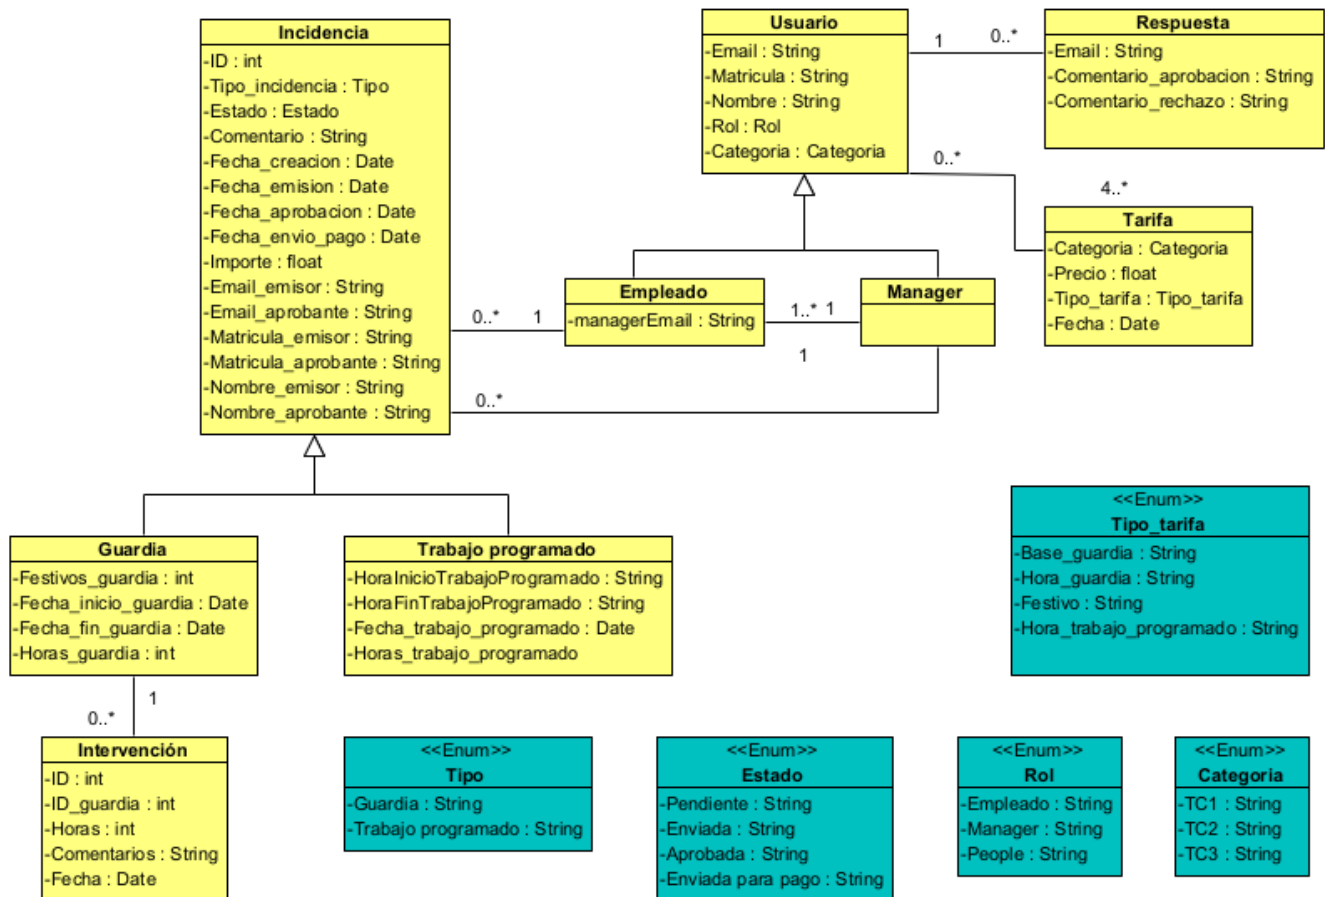 Incidencia
-ID : int
-Tipo_incidencia : Tipo
-Estado : Estado
-Comentario : String
-Fecha_creacion : Date
-Fecha_emision : Date
-Fecha_aprobacion : Date
-Fecha_envio_pago : Date
-Importe : float
-Email_emisor : String
-Email_aprobante : String
-Matricula_emisor : String
-Matricula_aprobante : String
-Nombre_emisor : String
-Nombre_aprobante : String
Usuario
-Email : String
-Matricula : String
-Nombre : String
-Rol : Rol
-Categoria : Categoria
1
0..*
Respuesta
-Email : String
-Comentario_aprobacion : String
-Comentario_rechazo : String
0..*
4..*
Tarifa
-Categoria : Categoria
-Precio : float
-Tipo_tarifa : Tipo_tarifa
-Fecha : Date
Empleado
-managerEmail : String
Manager
0..*
1
1..*
1
1
0..*
Guardia
-Festivos_guardia : int
-Fecha_inicio_guardia : Date
-Fecha_fin_guardia : Date
-Horas_guardia : int
Trabajo programado
-HoraInicioTrabajoProgramado : String
-HoraFinTrabajoProgramado : String
-Fecha_trabajo_programado : Date
-Horas_trabajo_programado
<<Enum>>
Tipo_tarifa
-Base_guardia : String
-Hora_guardia : String
-Festivo : String
-Hora_trabajo_programado : String
1
0..*
Intervención
-ID : int
-ID_guardia : int
-Horas : int
-Comentarios : String
-Fecha : Date
<<Enum>>
Tipo
-Guardia : String
-Trabajo programado : String
<<Enum>>
Estado
-Pendiente : String
-Enviada : String
-Aprobada : String
-Enviada para pago : String
<<Enum>>
Rol
-Empleado : String
-Manager : String
-People : String
<<Enum>>
Categoria
-TC1 : String
-TC2 : String
-TC3 : String